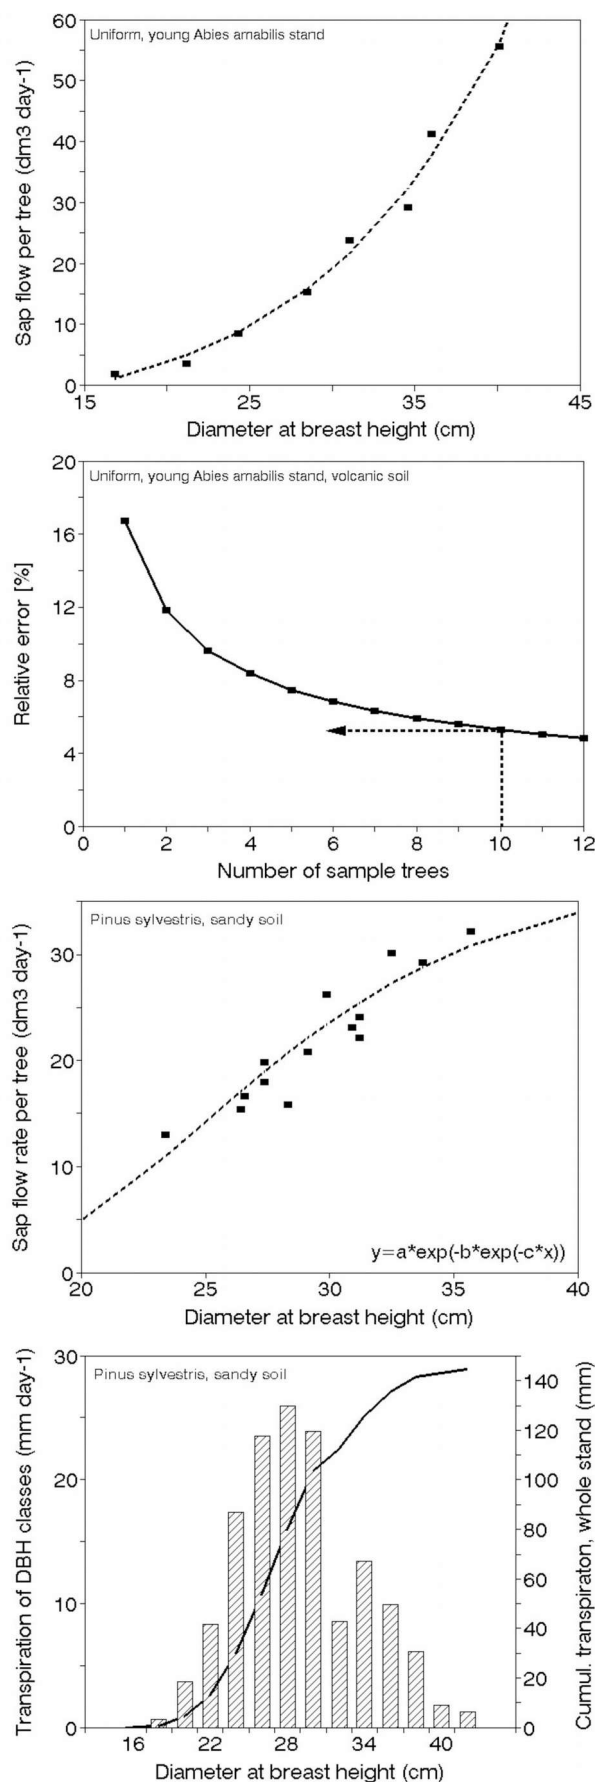 Uniform, young Abies amabilis stand
Sap flow per tree (dm3 day-1)
60
50
40
30
20
10
0
15 25 35 45
Diameter at breast height (cm)
Uniform, young Abies amabilis stand, volcanic soil
Relative error [%]
20
16
12
8
4
0
0 2 4 6 8 10 12
Number of sample trees
Pinus sylvestris, sandy soil
Sap flow rate per tree (dm3 day-1)
30
20
10
0
y=a*exp(-b*exp(-c*x))
20 25 30 35 40
Diameter at breast height (cm)
Pinus sylvestris, sandy soil
Transpiration of DBH classes (mm day-1)
30
20
10
0
Cumul. transpiraton, whole stand (mm)
140
120
100
80
60
40
20
0
16 22 28 34 40
Diameter at breast height (cm)